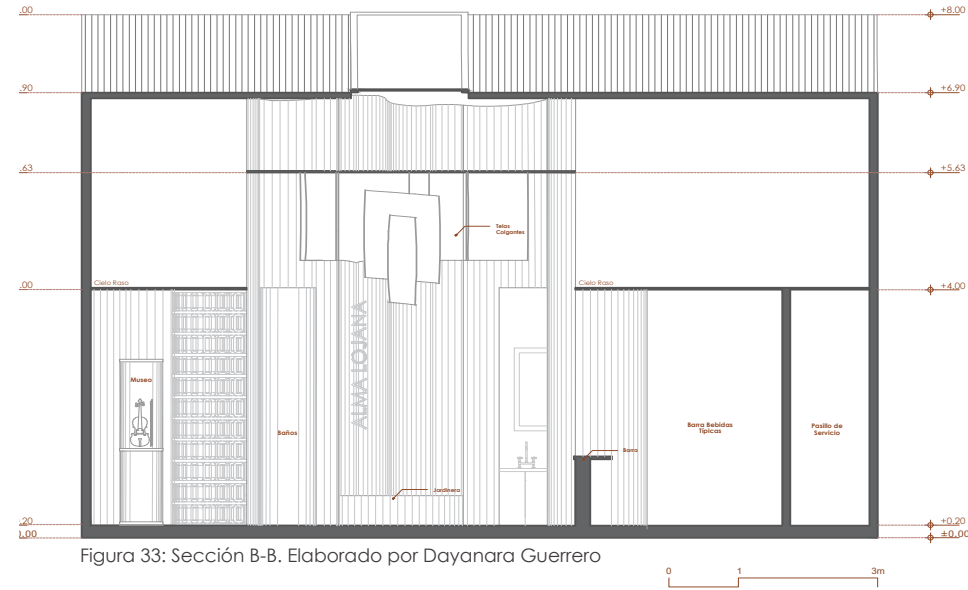 .00
+8.00
.90
+6.90
.63
+5.63
Telas
Colgantes
Cielo Raso
Cielo Raso
.00
+4.00
ALMA LOJANA
Museo
Baños
Barra Bebidas
Típicas
Pasillo de
Servicio
Barra
Jardinera
.20
+0.20
0.00
±0.00
Figura 33: Sección B-B. Elaborado por Dayanara Guerrero
0 1 3m